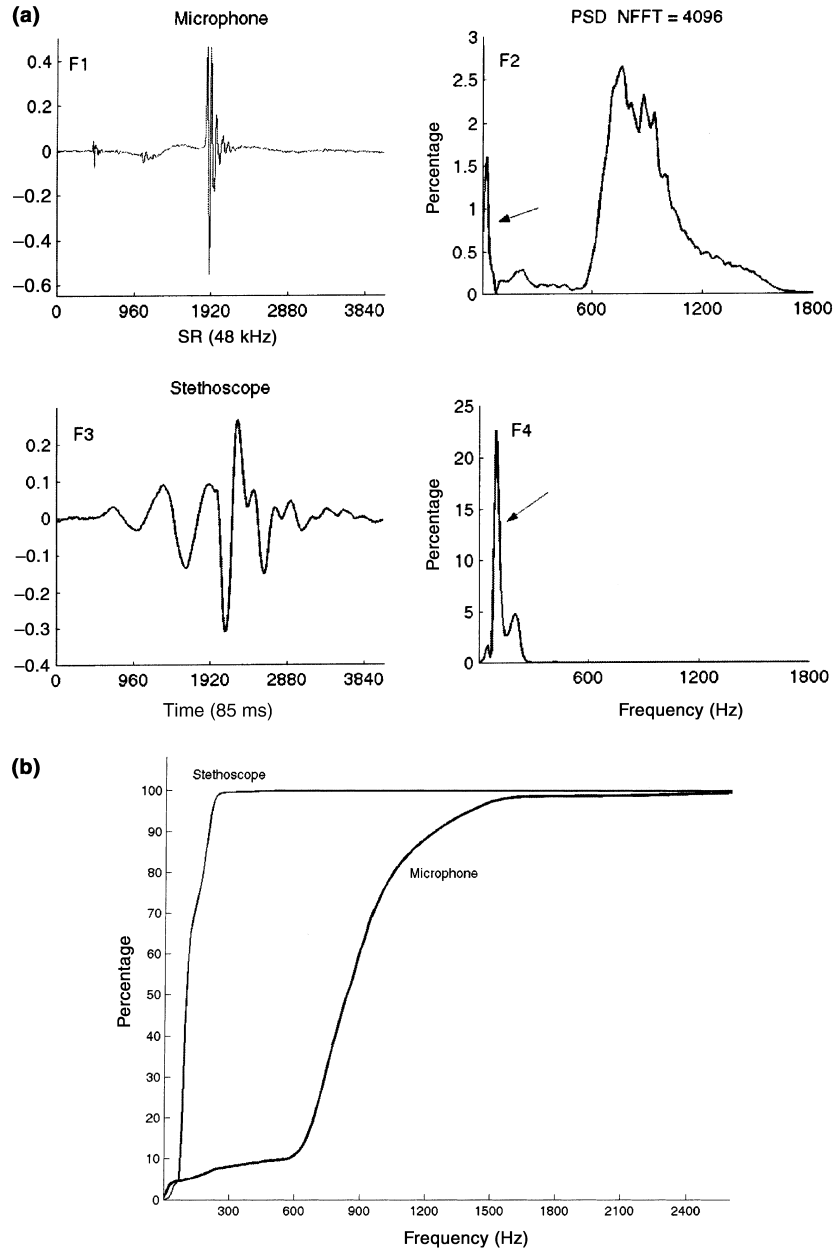 (a)
Microphone
PSD NFFT = 4096
F1
0.4
0.2
0
−0.2
−0.4
−0.6
0 960 1920 2880 3840
SR (48 kHz)
F2
Percentage
3
2.5
2
1.5
1
0.5
0
600 1200 1800
Stethoscope
F3
0.2
0.1
0
−0.1
−0.2
−0.3
−0.4
0 960 1920 2880 3840
Time (85 ms)
F4
Percentage
25
20
15
10
5
0
600 1200 1800
Frequency (Hz)
(b)
Stethoscope
Microphone
Percentage
100
90
80
70
60
50
40
30
20
10
0
300 600 900 1200 1500 1800 2100 2400
Frequency (Hz)